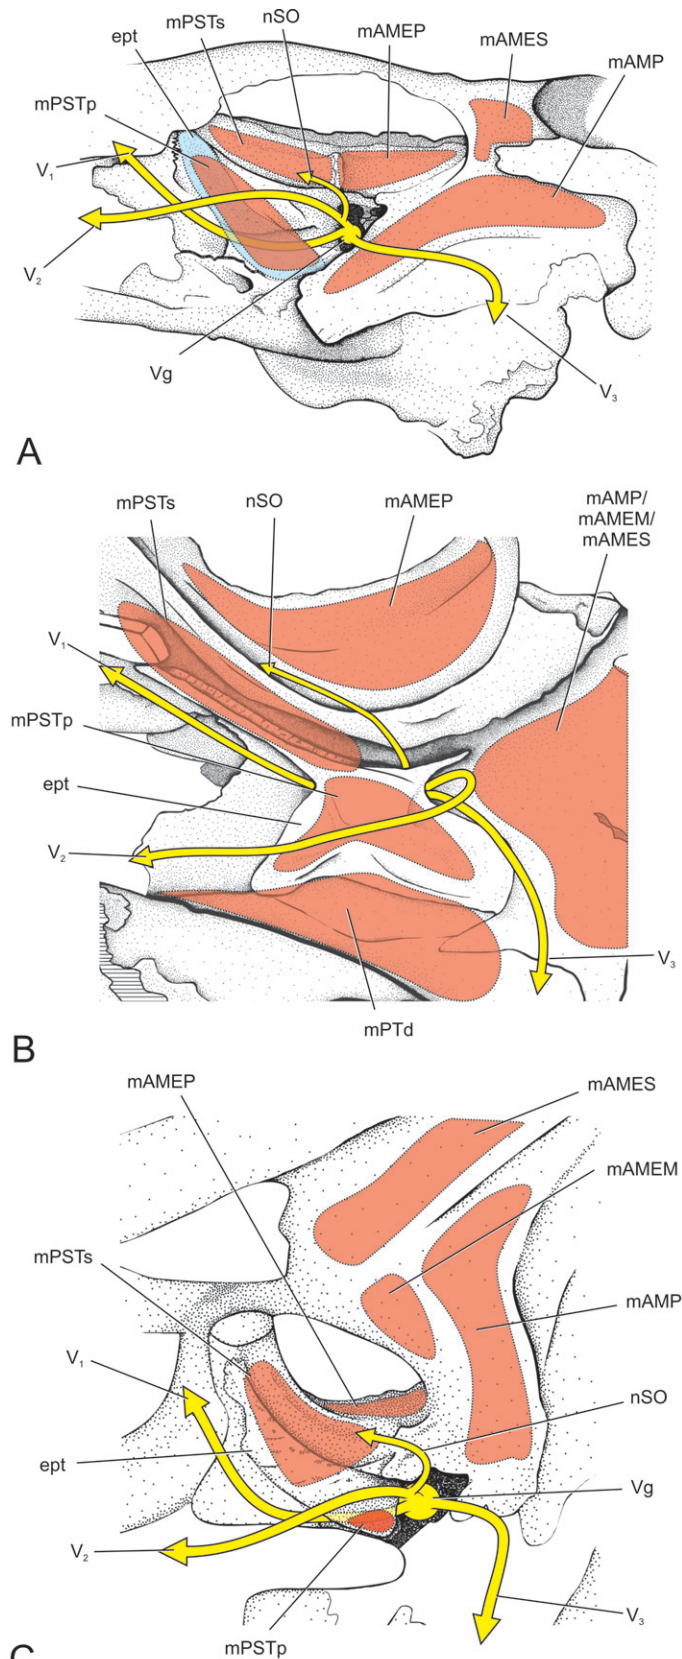 nSO
mPSTs
mAMEP
ept
mAMES
mAMP
mPSTp
V₁
V₂
Vg
V₃
A
mPSTs
nSO
mAMEP
mAMP/
mAMEM/
mAMES
V₁
mPSTp
ept
V₂
V₃
mPTd
B
mAMEP
mAMES
mAMEM
mPSTs
mAMP
V₁
nSO
ept
Vg
V₂
V₃
mPSTp
C